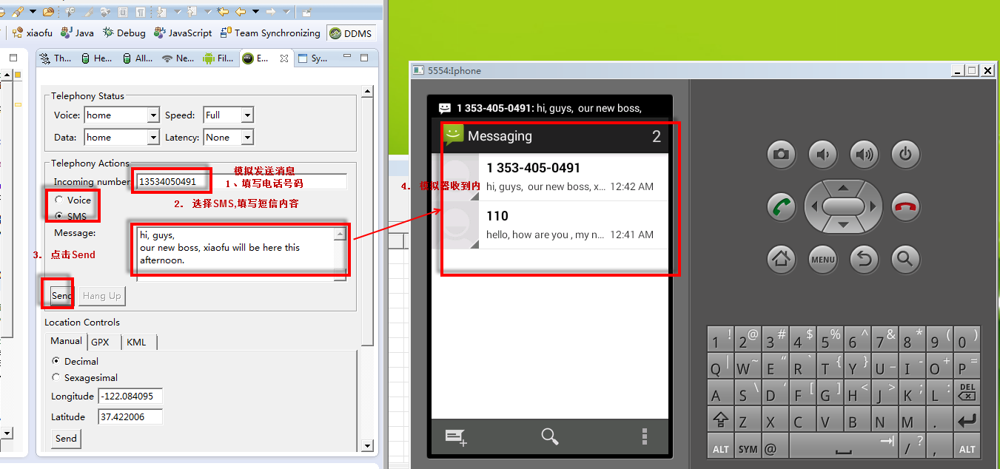 xiaofu Java Debug JavaScript Team Synchronizing DDMS
Th... He... All... Ne... Fil... E... Sy...
Telephony Status
Voice: home Speed: Full
Data: home Latency: None
Telephony Actions
Incoming number 13534050491
模拟发送消息
1、填写电话号码
Voice
SMS
2. 选择SMS,填写短信内容
Message:
hi, guys,
our new boss, xiaofu will be here this
afternoon.
3. 点击Send
Send Hang Up
Location Controls
Manual GPX KML
Decimal
Sexagesimal
Longitude -122.084095
Latitude 37.422006
Send
5554:Iphone
1 353-405-0491: hi, guys, our new boss,
Messaging 2
1 353-405-0491
hi, guys, our new boss, x... 12:42 AM
4. 模拟器收到内
110
hello, how are you , my n... 12:41 AM
MENU
1 ! 2 @ 3 # 4 $ 5 % 6 ^ 7 & 8 * 9 ( 0 )
Q | W ~ E “ R ` T { Y } U _ I - O + P =
A S \ D ' F [ G ] H < J > K ; L : DEL
Z X C V B N M .
ALT SYM @ / ? , ALT